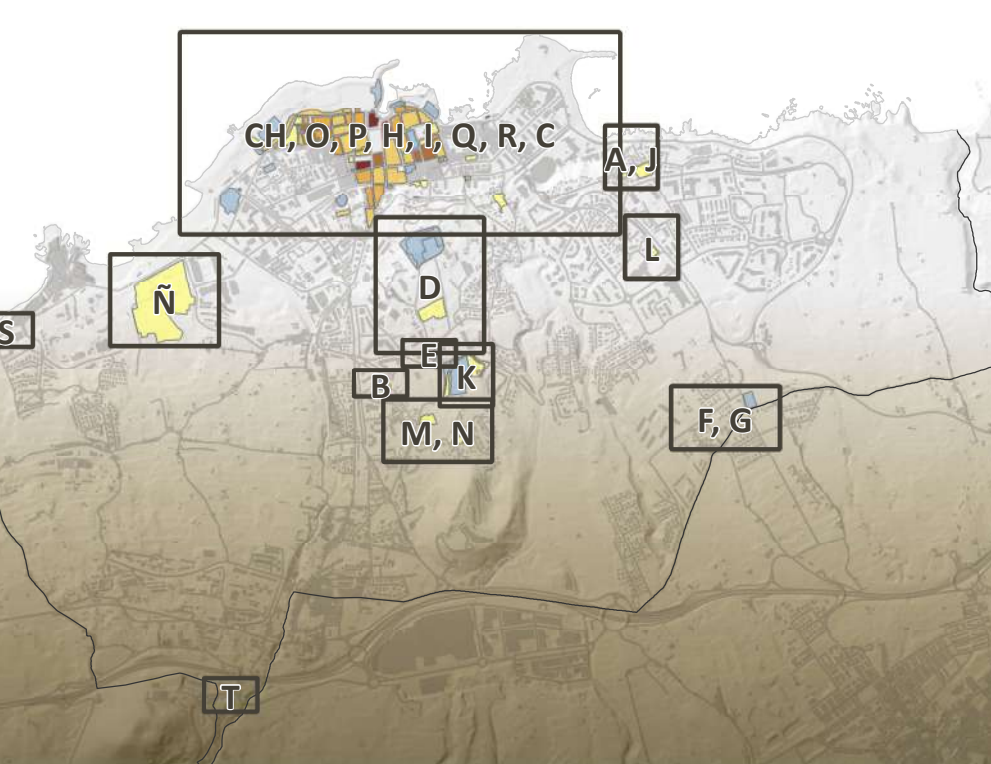 CH, O, P, H, I, Q, R, C
A, J
L
D
Ñ
S
E
K
B
F, G
M, N
T